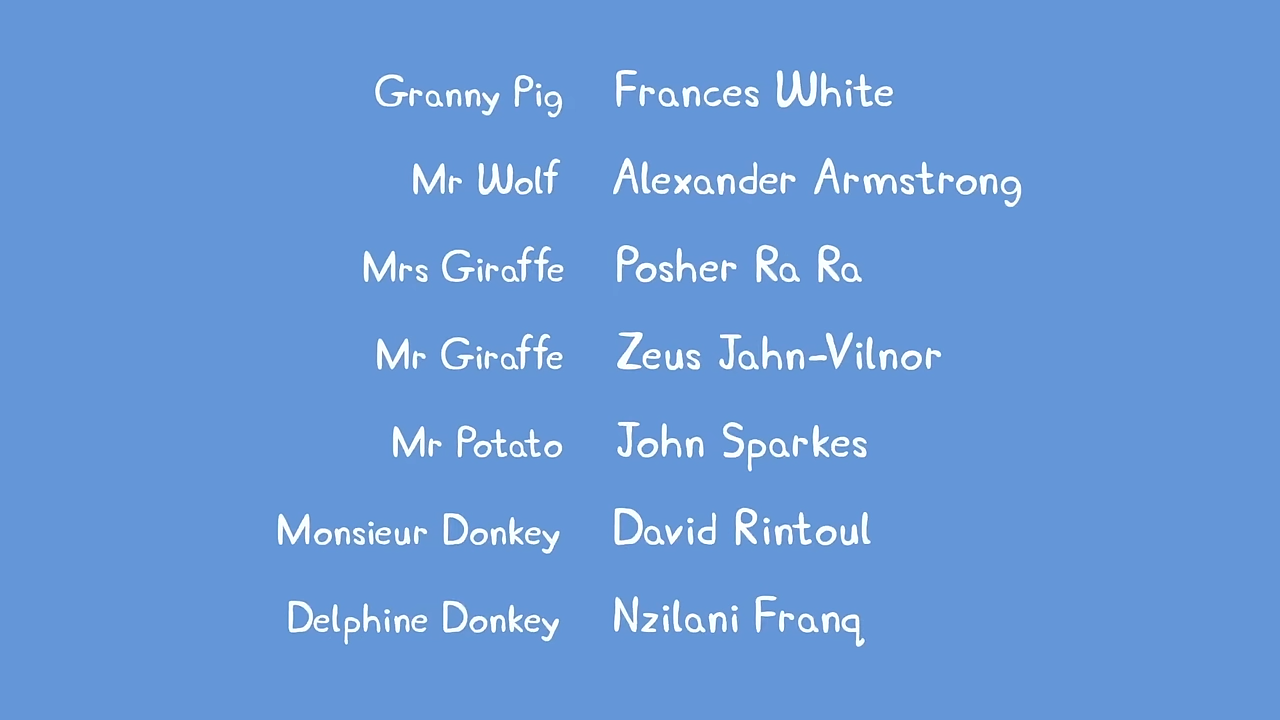 Granny Pig Frances White
Mr Wolf Alexander Armstrong
Mrs Giraffe Posher Ra Ra
Mr Giraffe Zeus Jahn-Vilnor
Mr Potato John Sparkes
Monsieur Donkey David Rintoul
Delphine Donkey Nzilani Franq